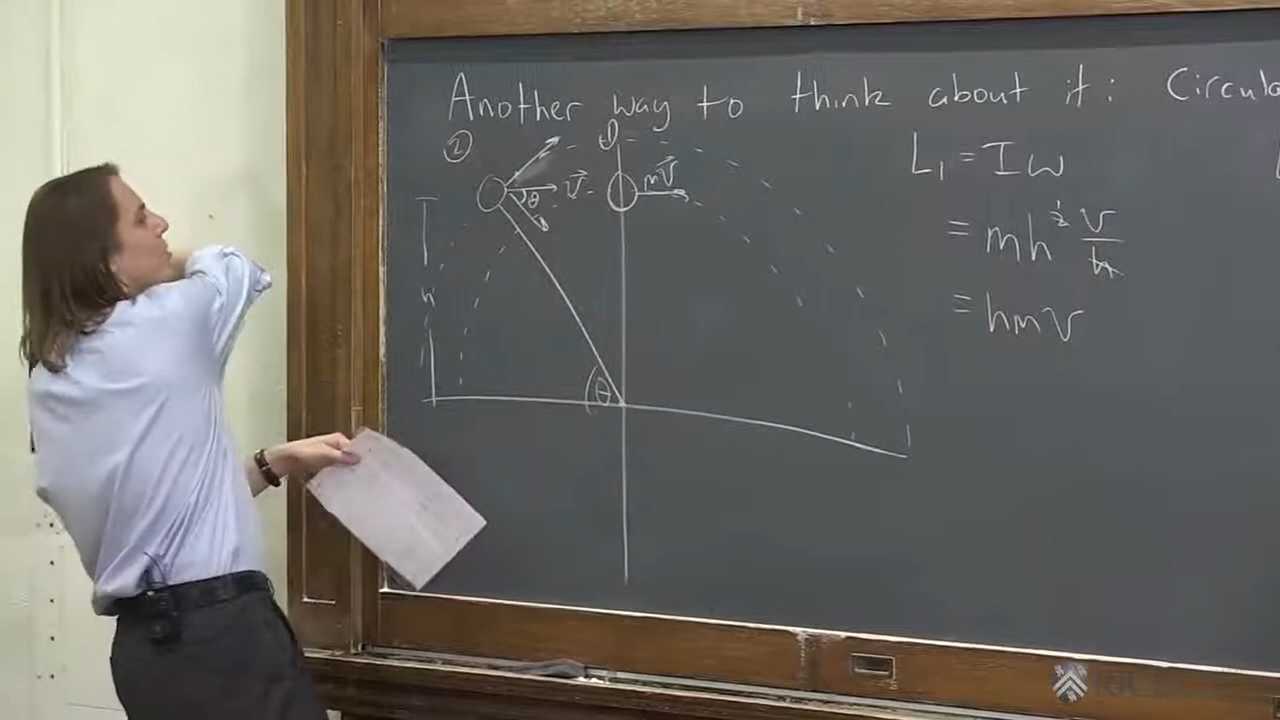 Another way to think about it: Circula
②
θ
v⃗
mv⃗
h
θ
L₁ = Iω
= mh² v/h
= hmv